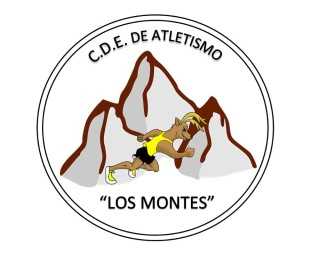 C.D.E. DE ATLETISMO
“LOS MONTES”